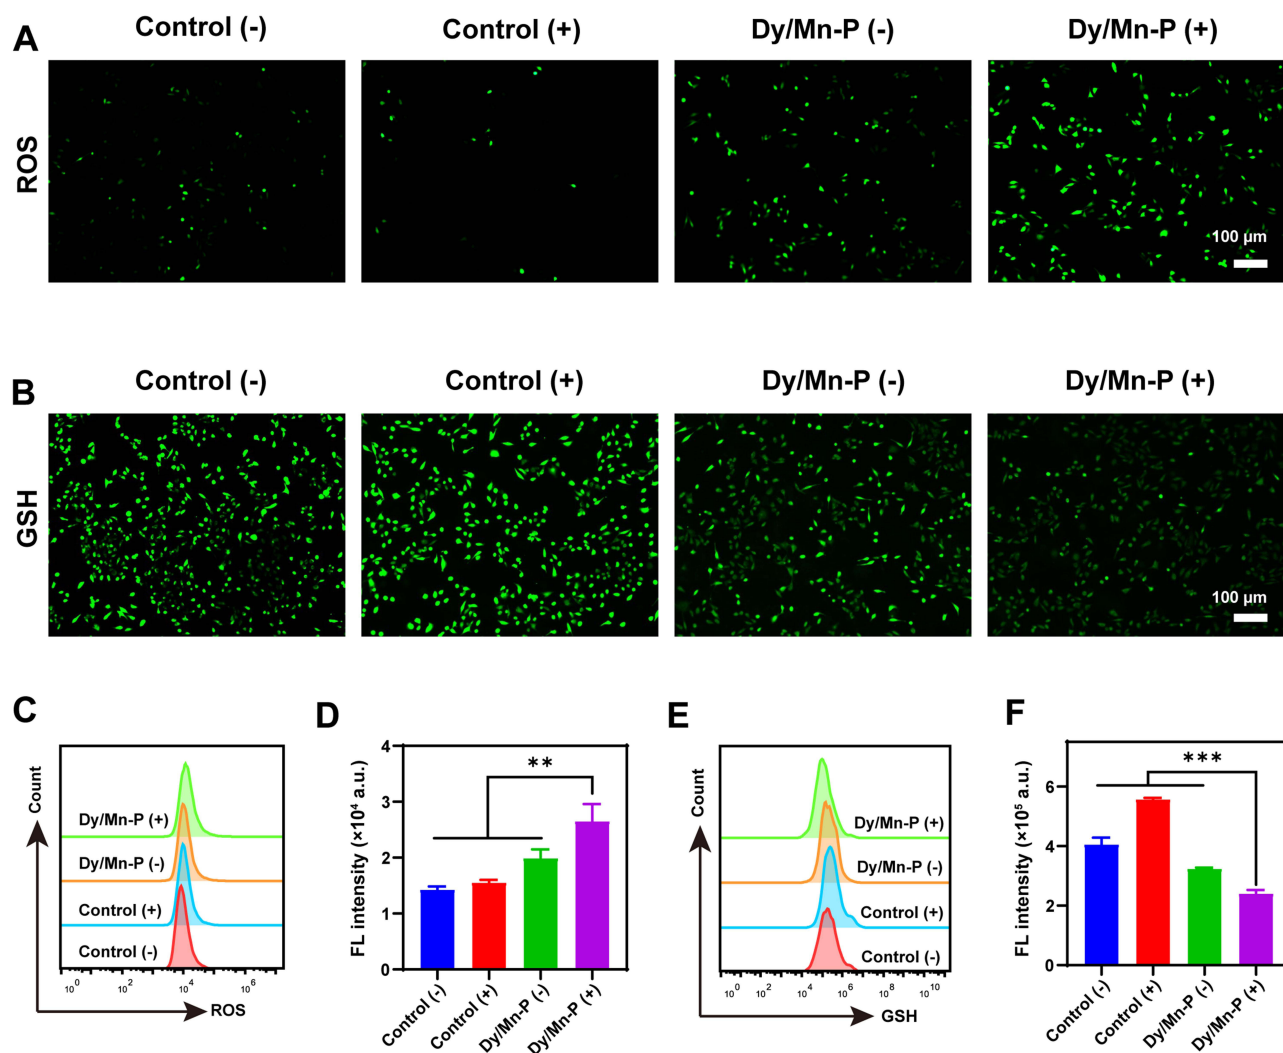 A
Control (-)
Control (+)
Dy/Mn-P (-)
Dy/Mn-P (+)
ROS
100 µm
B
Control (-)
Control (+)
Dy/Mn-P (-)
Dy/Mn-P (+)
GSH
100 µm
C
Count
Dy/Mn-P (+)
Dy/Mn-P (-)
Control (+)
Control (-)
10⁰ 10² 10⁴ 10⁶
ROS
D
FL intensity (×10⁴ a.u.)
4
3
2
1
0
**
Control (-)
Control (+)
Dy/Mn-P (-)
Dy/Mn-P (+)
E
Count
Dy/Mn-P (+)
Dy/Mn-P (-)
Control (+)
Control (-)
10⁰ 10² 10⁴ 10⁶ 10⁸ 10¹⁰
GSH
F
FL intensity (×10⁵ a.u.)
6
4
2
0
***
Control (-)
Control (+)
Dy/Mn-P (-)
Dy/Mn-P (+)